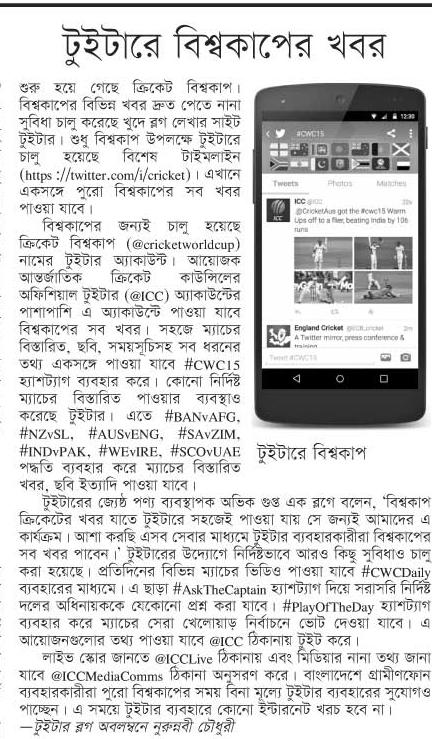 টুইটারে বিশ্বকাপের খবর
শুরু হয়ে গেছে ক্রিকেট বিশ্বকাপ।
বিশ্বকাপের বিভিন্ন খবর দ্রুত পেতে নানা
সুবিধা চালু করেছে খুদে ব্লগ লেখার সাইট
টুইটার। শুধু বিশ্বকাপ উপলক্ষে টুইটারে
চালু হয়েছে বিশেষ টাইমলাইন
(https ://twitter.com/i/cricket)। এখানে
একসঙ্গে পুরো বিশ্বকাপের সব খবর
পাওয়া যাবে।
বিশ্বকাপের জন্যই চালু হয়েছে
ক্রিকেট বিশ্বকাপ (@cricketworldcup)
নামের টুইটার অ্যাকাউন্ট। আয়োজক
আন্তর্জাতিক ক্রিকেট কাউন্সিলের
অফিশিয়াল টুইটার (@ICC) অ্যাকাউন্টের
পাশাপাশি এ অ্যাকাউন্টে পাওয়া যাবে
বিশ্বকাপের সব খবর। সহজে ম্যাচের
বিস্তারিত, ছবি, সময়সূচিসহ সব ধরনের
তথ্য একসঙ্গে পাওয়া যাবে #CWC15
হ্যাশট্যাগ ব্যবহার করে। কোনো নির্দিষ্ট
ম্যাচের বিস্তারিত পাওয়ার ব্যবস্থাও
করেছে টুইটার। এতে #BANvAFG,
#NZvSL, #AUSvENG, #SAvZIM,
#INDvPAK, #WEvIRE, #SCOvUAE
পদ্ধতি ব্যবহার করে ম্যাচের বিস্তারিত
খবর, ছবি ইত্যাদি পাওয়া যাবে।
12:30
#CWC15
Tweets Photos Matches
ICC @ICC 22s
.@CricketAus got the #cwc15 Warm
Ups off to a flier, beating India by 106
runs
England Cricket @ECB_cricket 2m
A Twitter mirror, press conference &
training
Tweet #CWC15
টুইটারে বিশ্বকাপ
টুইটারের জ্যেষ্ঠ পণ্য ব্যবস্থাপক অভিক গুপ্ত এক ব্লগে বলেন, ‘বিশ্বকাপ
ক্রিকেটের খবর যাতে টুইটারে সহজেই পাওয়া যায় সে জন্যই আমাদের এ
কার্যক্রম। আশা করছি এসব সেবার মাধ্যমে টুইটার ব্যবহারকারীরা বিশ্বকাপের
সব খবর পাবেন।’ টুইটারের উদ্যোগে নির্দিষ্টভাবে আরও কিছু সুবিধাও চালু
করা হয়েছে। প্রতিদিনের বিভিন্ন ম্যাচের ভিডিও পাওয়া যাবে #CWCDaily
ব্যবহারের মাধ্যমে। এ ছাড়া #AskTheCaptain হ্যাশট্যাগ দিয়ে সরাসরি নির্দিষ্ট
দলের অধিনায়ককে যেকোনো প্রশ্ন করা যাবে। #PlayOfTheDay হ্যাশট্যাগ
ব্যবহার করে ম্যাচের সেরা খেলোয়াড় নির্বাচনে ভোট দেওয়া যাবে। এ
আয়োজনগুলোর তথ্য পাওয়া যাবে @ICC ঠিকানায় টুইট করে।
লাইভ স্কোর জানতে @ICCLive ঠিকানায় এবং মিডিয়ার নানা তথ্য জানা
যাবে @ICCMediaComms ঠিকানা অনুসরণ করে। বাংলাদেশে গ্রামীণফোন
ব্যবহারকারীরা পুরো বিশ্বকাপের সময় বিনা মূল্যে টুইটার ব্যবহারের সুযোগও
পাচ্ছেন। এ সময়ে টুইটার ব্যবহারে কোনো ইন্টারনেট খরচ হবে না।
—টুইটার ব্লগ অবলম্বনে নুরুন্নবী চৌধুরী